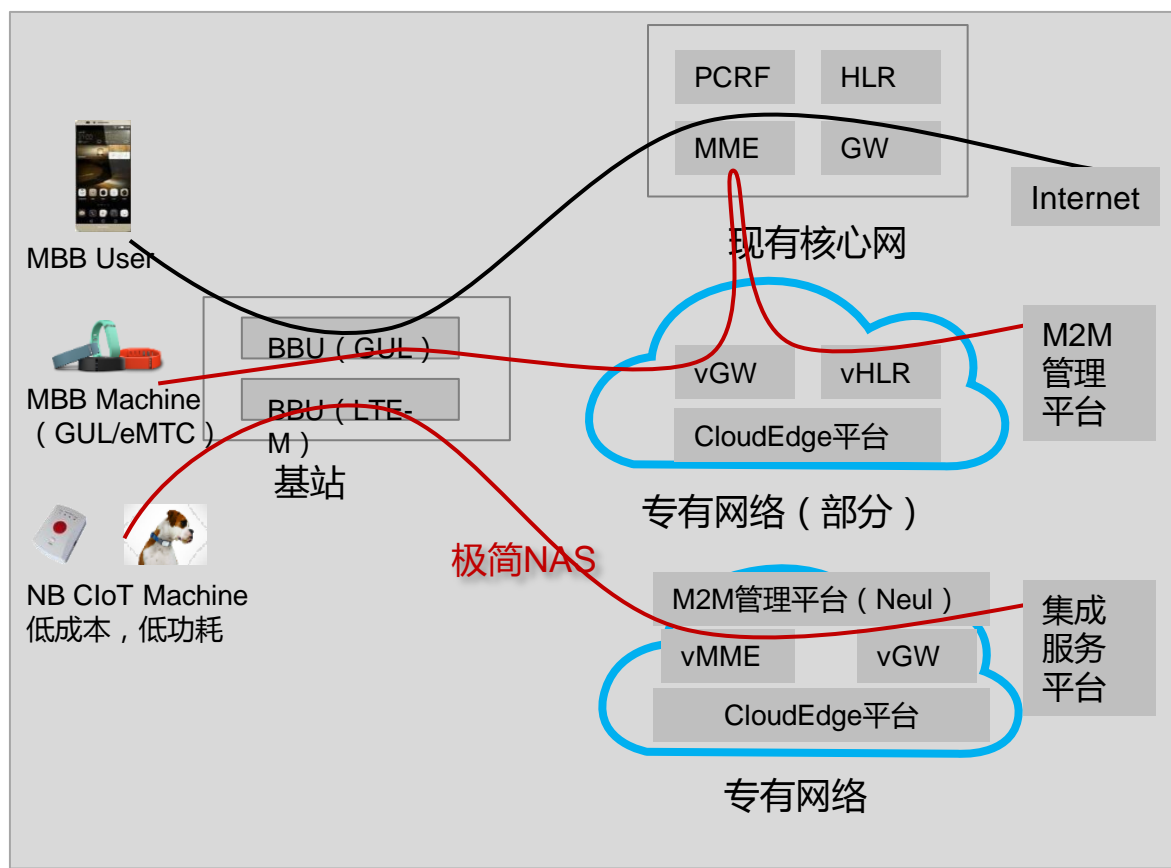 PCRF
HLR
MME
GW
Internet
现有核心网
MBB User
BBU（GUL）
MBB Machine
（GUL/eMTC）
BBU（LTE-
M）
基站
vGW
vHLR
CloudEdge平台
M2M
管理
平台
专有网络（部分）
极简NAS
NB CIoT Machine
低成本，低功耗
M2M管理平台（Neul）
vMME
vGW
CloudEdge平台
集成
服务
平台
专有网络